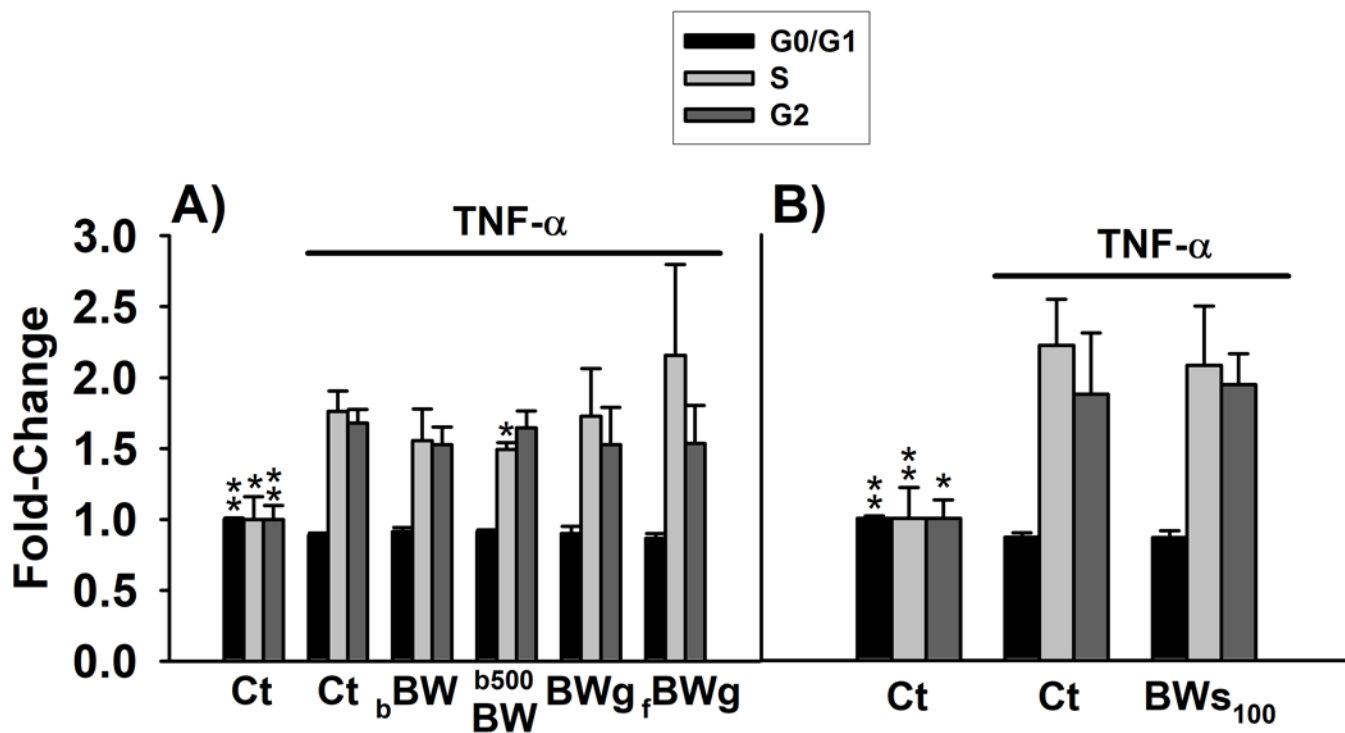 G0/G1
S
G2
A)
B)
TNF-α
TNF-α
Fold-Change
3.0
2.5
2.0
1.5
1.0
0.5
0.0
* * * * *
*
* * * * *
Ct
Ct
bBW
b500
BW
BWg
fBWg
Ct
Ct
BWs100